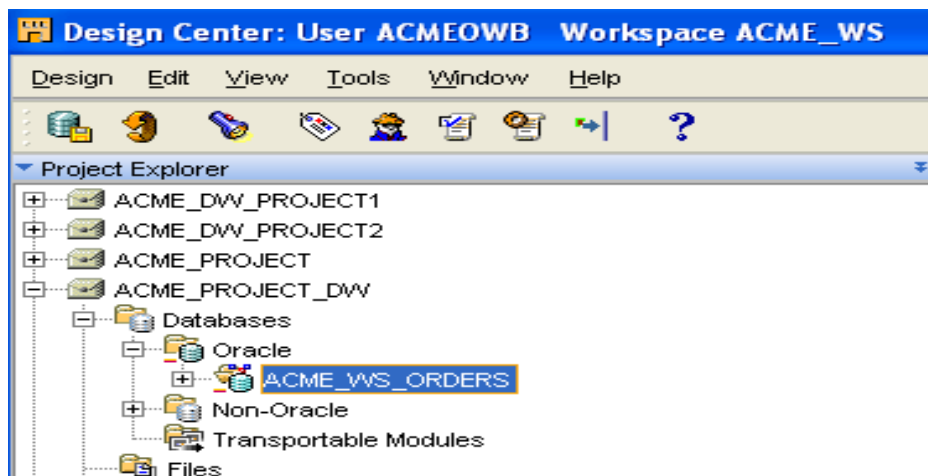 Design Center: User ACMEOWB Workspace ACME_WS
Design Edit View Tools Window Help
?
Project Explorer
ACME_DW_PROJECT1
ACME_DW_PROJECT2
ACME_PROJECT
ACME_PROJECT_DW
Databases
Oracle
ACME_WS_ORDERS
Non-Oracle
Transportable Modules
Files